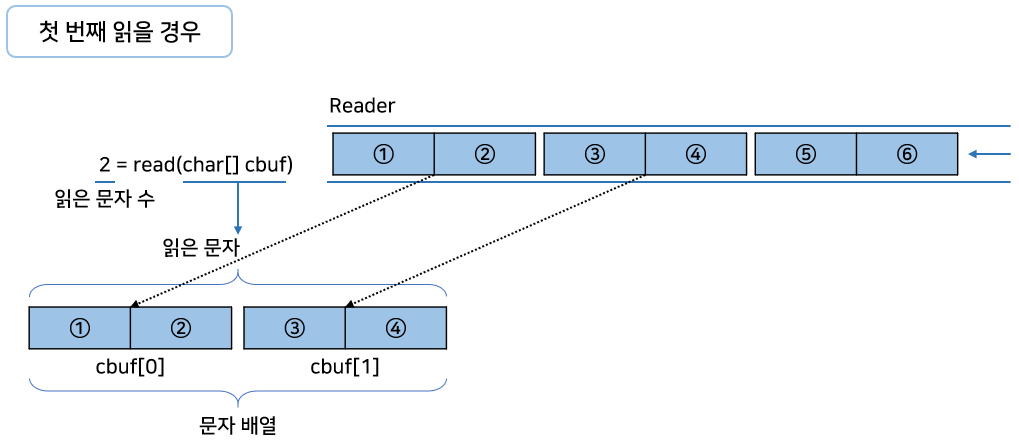 첫 번째 읽을 경우
Reader
① ② ③ ④ ⑤ ⑥
2 = read(char[] cbuf)
읽은 문자 수
읽은 문자
① ② ③ ④
cbuf[0] cbuf[1]
문자 배열